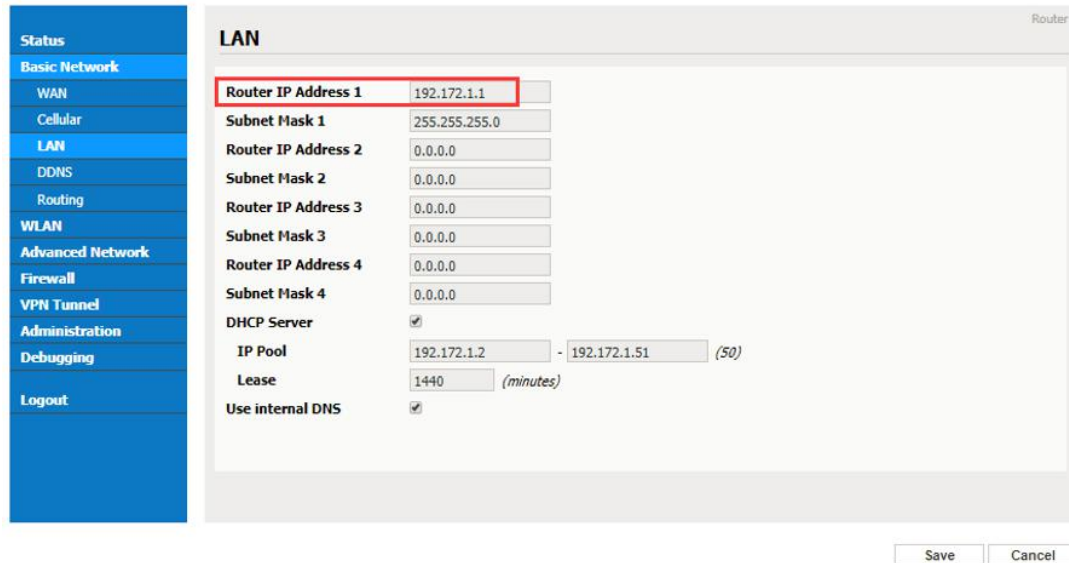 Router
Status
Basic Network
WAN
Cellular
LAN
DDNS
Routing
WLAN
Advanced Network
Firewall
VPN Tunnel
Administration
Debugging
Logout
LAN
Router IP Address 1 192.172.1.1
Subnet Mask 1 255.255.255.0
Router IP Address 2 0.0.0.0
Subnet Mask 2 0.0.0.0
Router IP Address 3 0.0.0.0
Subnet Mask 3 0.0.0.0
Router IP Address 4 0.0.0.0
Subnet Mask 4 0.0.0.0
DHCP Server
IP Pool 192.172.1.2 - 192.172.1.51 (50)
Lease 1440 (minutes)
Use internal DNS
Save Cancel